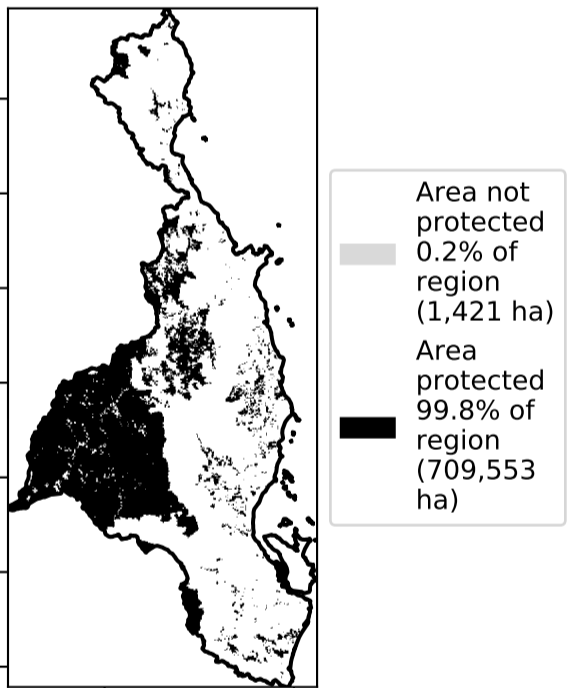 Area not
protected
0.2% of
region
(1,421 ha)
Area
protected
99.8% of
region
(709,553
ha)